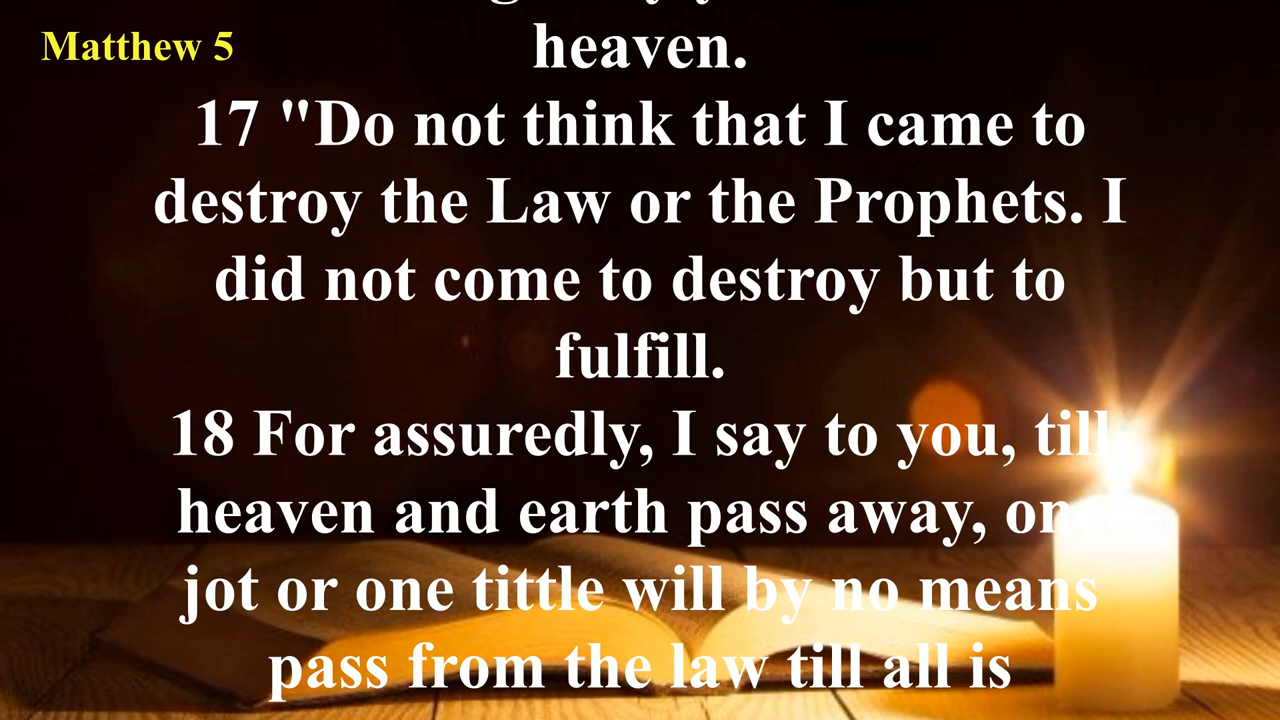 Matthew 5
heaven.
17 "Do not think that I came to
destroy the Law or the Prophets. I
did not come to destroy but to
fulfill.
18 For assuredly, I say to you, till
heaven and earth pass away, one
jot or one tittle will by no means
pass from the law till all is